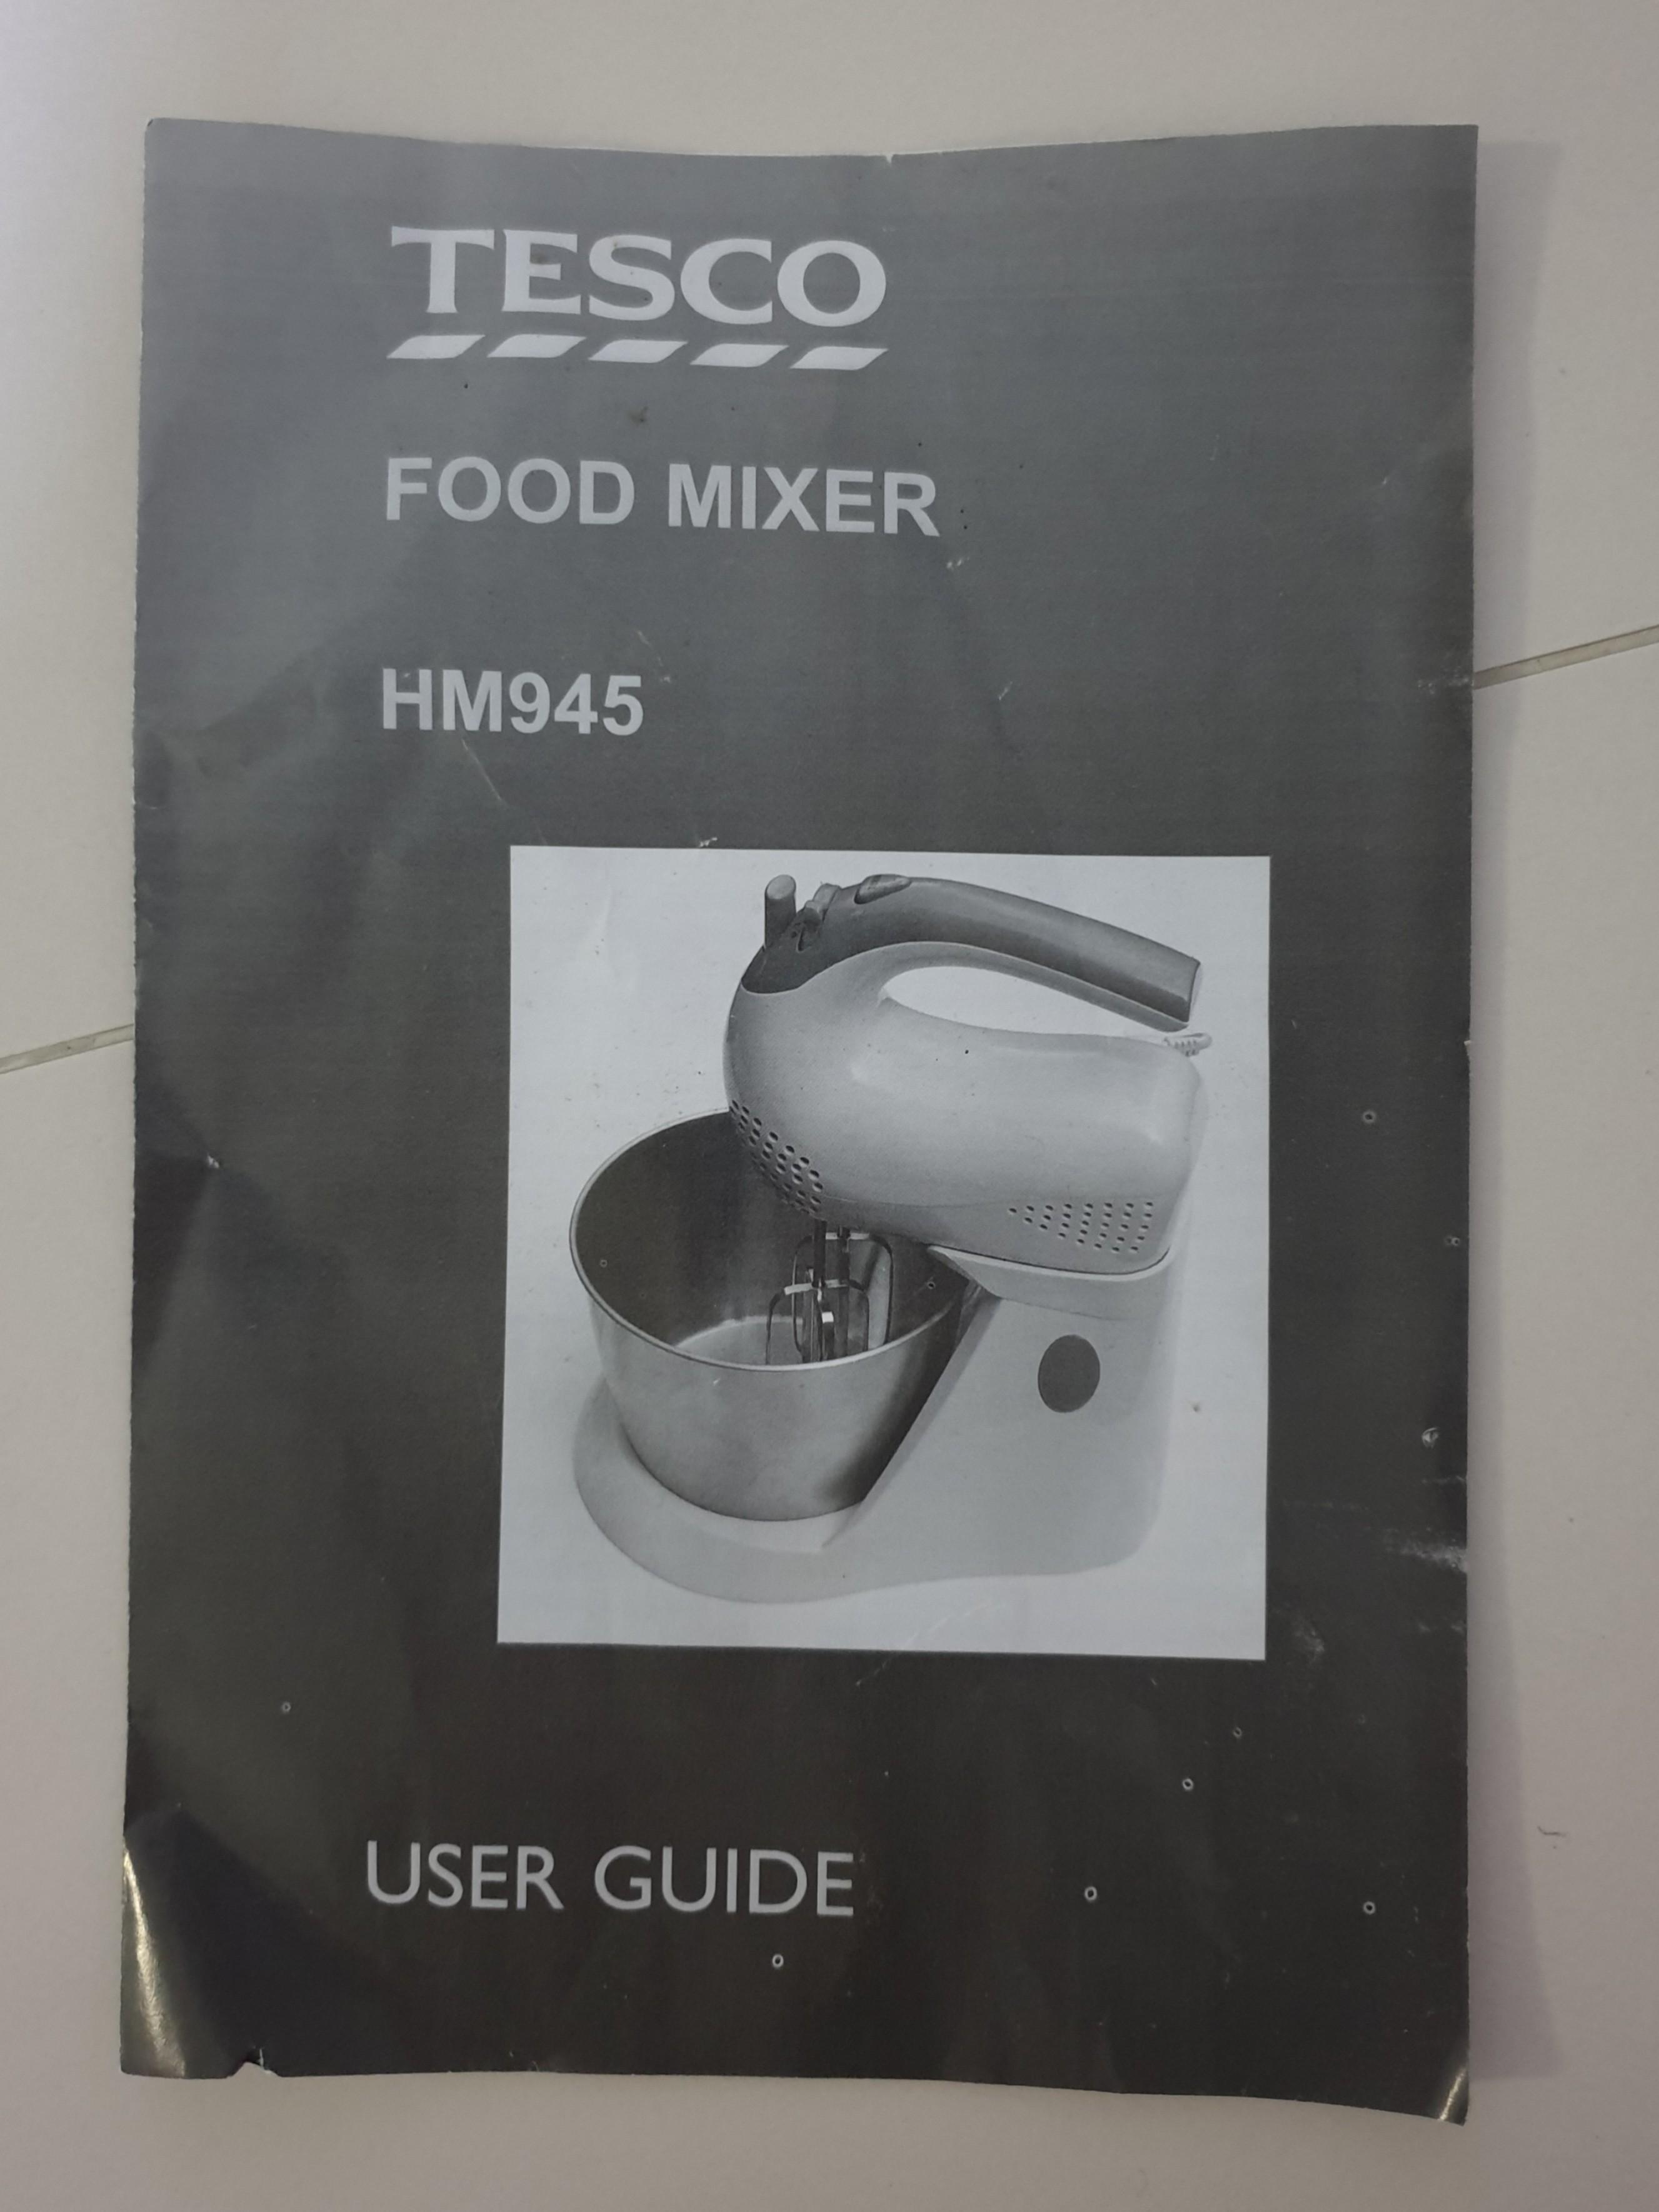 TESCO
FOOD MIXER
HM945
USER GUIDE